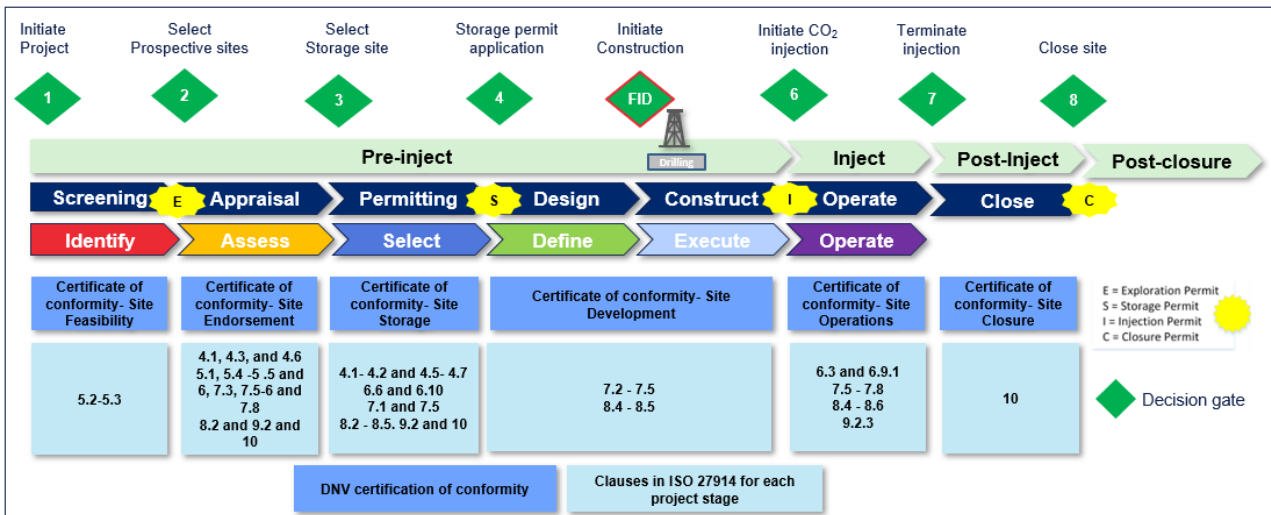 Initiate
Project
Select
Prospective sites
Select
Storage site
Storage permit
application
Initiate
Construction
Initiate CO₂
injection
Terminate
injection
Close site
1
2
3
4
FID
6
7
8
Drilling
Pre-inject
Inject
Post-Inject
Post-closure
Screening
E
Appraisal
Permitting
S
Design
Construct
I
Operate
Close
C
Identify
Assess
Select
Define
Execute
Operate
Certificate of
conformity- Site
Feasibility
Certificate of
conformity- Site
Endorsement
Certificate of
conformity- Site
Storage
Certificate of conformity- Site
Development
Certificate of
conformity- Site
Operations
Certificate of
conformity- Site
Closure
E = Exploration Permit
S = Storage Permit
I = Injection Permit
C = Closure Permit
5.2-5.3
4.1, 4.3, and 4.6
5.1, 5.4 -5 .5 and
6, 7.3, 7.5-6 and
7.8
8.2 and 9.2 and
10
4.1- 4.2 and 4.5- 4.7
6.6 and 6.10
7.1 and 7.5
8.2 - 8.5. 9.2 and 10
7.2 - 7.5
8.4 - 8.5
6.3 and 6.9.1
7.5 - 7.8
8.4 - 8.6
9.2.3
10
Decision gate
DNV certification of conformity
Clauses in ISO 27914 for each
project stage